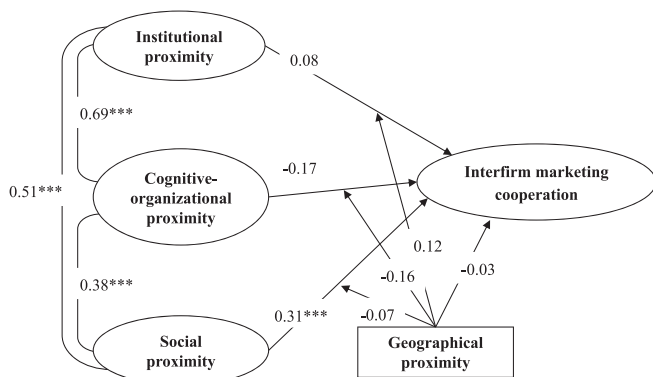 Institutional
proximity
0.08
0.69***
Cognitive-
organizational
proximity
-0.17
Interfirm marketing
cooperation
0.51***
0.12
-0.16
-0.03
0.38***
0.31***
-0.07
Social
proximity
Geographical
proximity